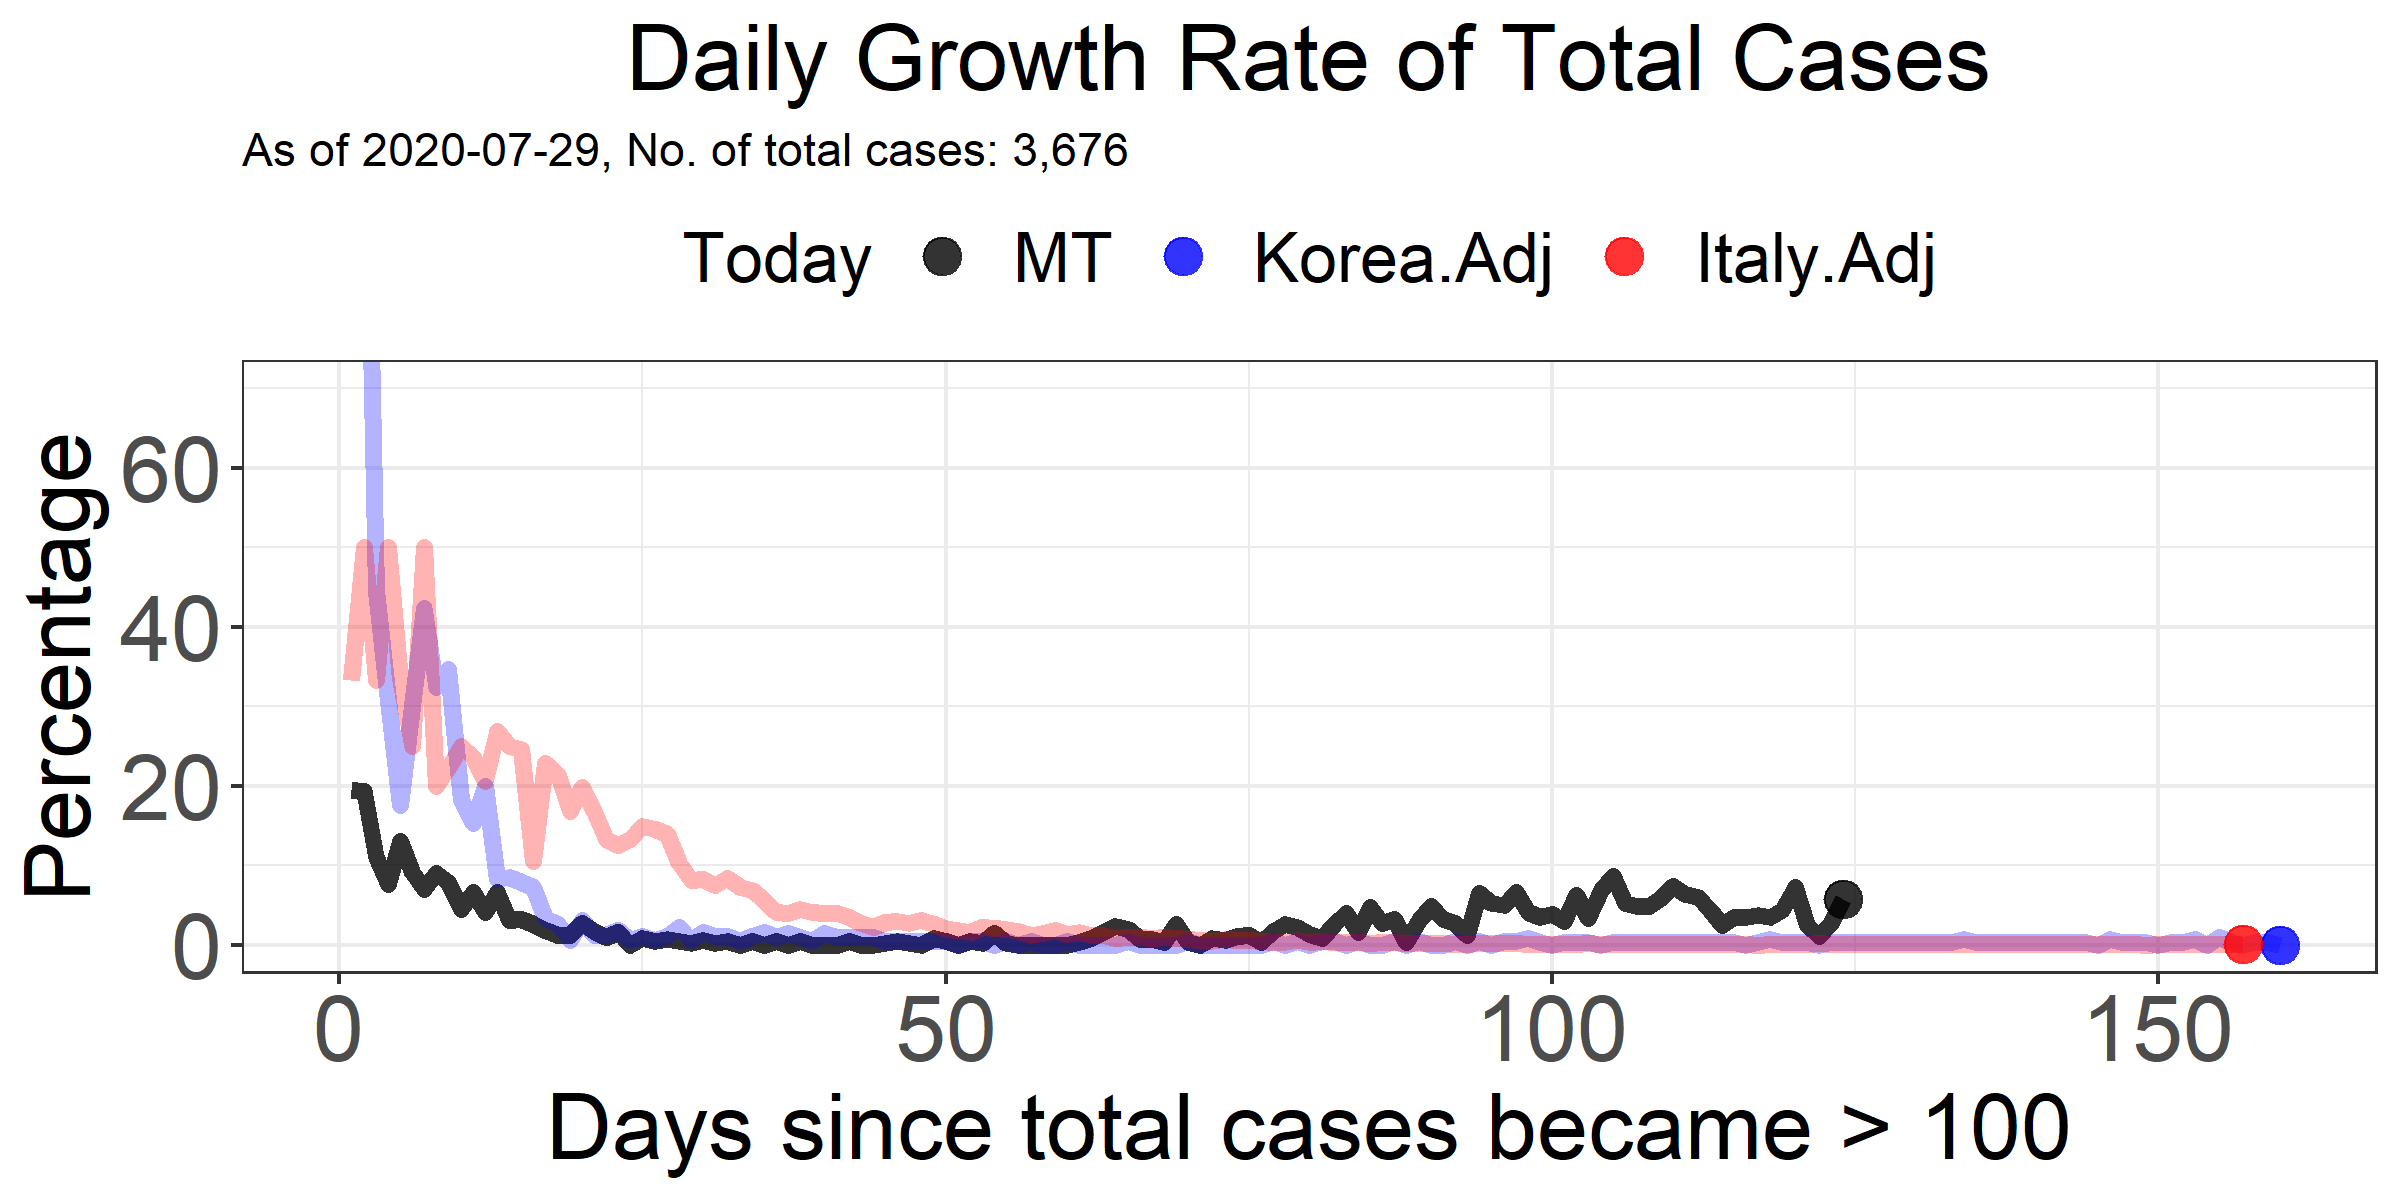 Daily Growth Rate of Total Cases
As of 2020-07-29, No. of total cases: 3,676
Today MT Korea.Adj Italy.Adj
Percentage
60
40
20
0
0 50 100 150
Days since total cases became > 100